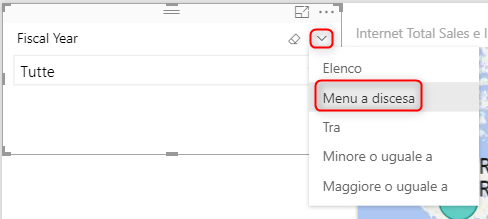 Fiscal Year
Internet Total Sales e I
Tutte
Elenco
Menu a discesa
Tra
Minore o uguale a
Maggiore o uguale a
R
R